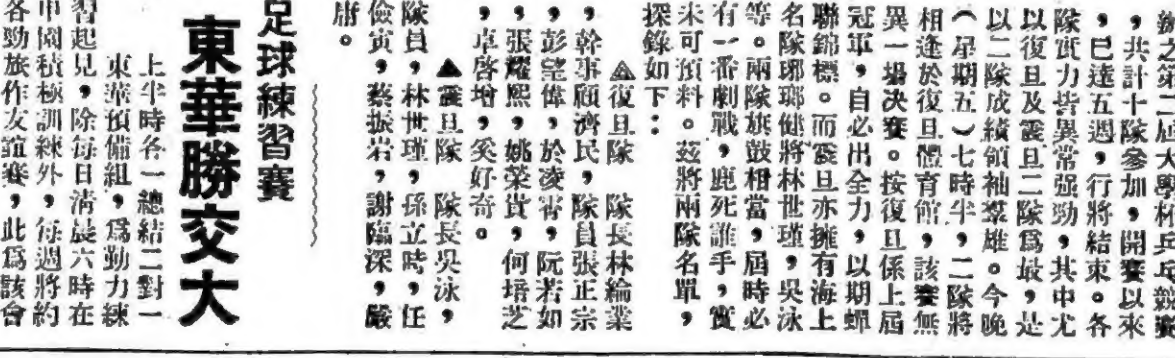 辦之第二屆大學杯乒乓競賽
，共計十隊參加，開賽以來
，已達五週，行將結束。各
隊實力皆異常强勁，其中尤
以復旦及震旦二隊爲最，是
以二隊成績領袖羣雄。今晚
（星期五）七時半，二隊將
相逢於復旦體育館，該賽無
異一場决賽。按復旦係上屆
冠軍，自必出全力，以期蟬
聯錦標。而震旦亦擁有海上
名隊琊瑯健將林世瑾，吳泳
等。兩隊旗鼓相當，屆時必
有一番劇戰，鹿死誰手，實
未可預料。茲將兩隊名單，
探錄如下：
△復旦隊　隊長林綸業
，幹事顧濟民，隊員張正宗
，彭望偉，於凌霄，阮若如
，張耀熙，姚榮貴，何培芝
，卓啓增，奚好奇。
▲震旦隊　隊長吳泳，
隊員，林世瑾，孫立時，任
儉寅，蔡振岩，謝臨深，嚴
庸。
足球練習賽
東華勝交大
上半時各一總結二對一
東華預備組，爲勤力練
習起見，除每日淸晨六時在
申園積極訓練外，每週將約
各勁旅作友誼賽，此爲該會